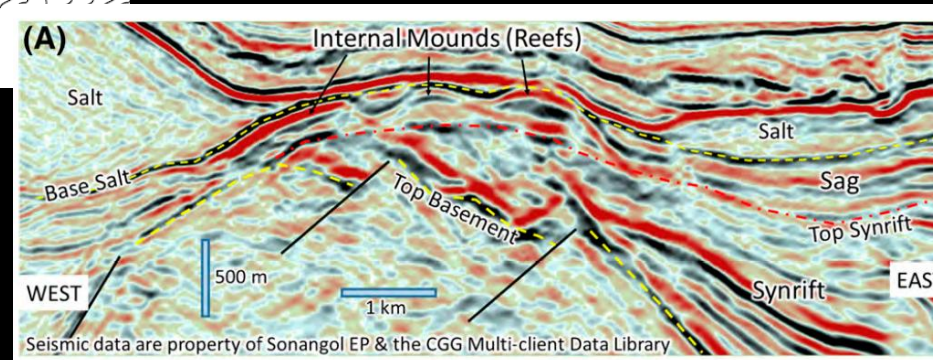 (A)
Internal Mounds (Reefs)
Salt
Salt
Base Salt
Sag
Top Basement
Top Synrift
500 m
1 km
WEST
Synrift
Seismic data are property of Sonangol EP & the CGG Multi-client Data Library